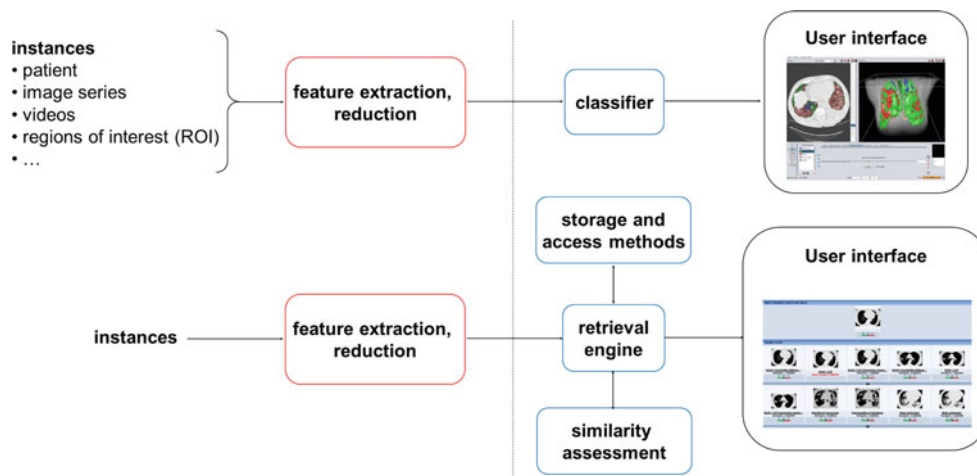 instances
• patient
• image series
• videos
• regions of interest (ROI)
• …
feature extraction,
reduction
classifier
User interface
instances
feature extraction,
reduction
storage and
access methods
retrieval
engine
similarity
assessment
User interface